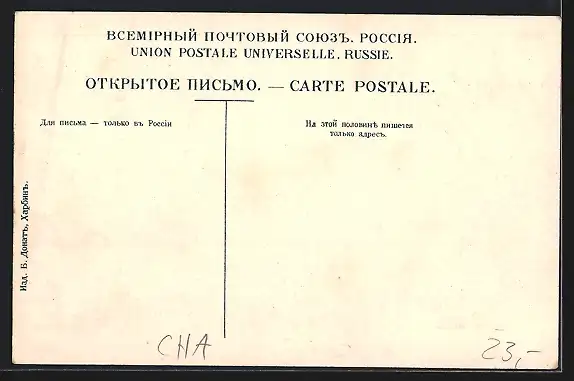 ВСЕМІРНЫЙ ПОЧТОВЫЙ СОЮЗЪ. РОССІЯ.
UNION POSTALE UNIVERSELLE. RUSSIE.
ОТКРЫТОЕ ПИСЬМО. — CARTE POSTALE.
Для письма — только въ Россіи
На этой половинѣ пишется
только адресъ.
Изд. Б. Донатъ, Харбинъ.
CHA
23,-